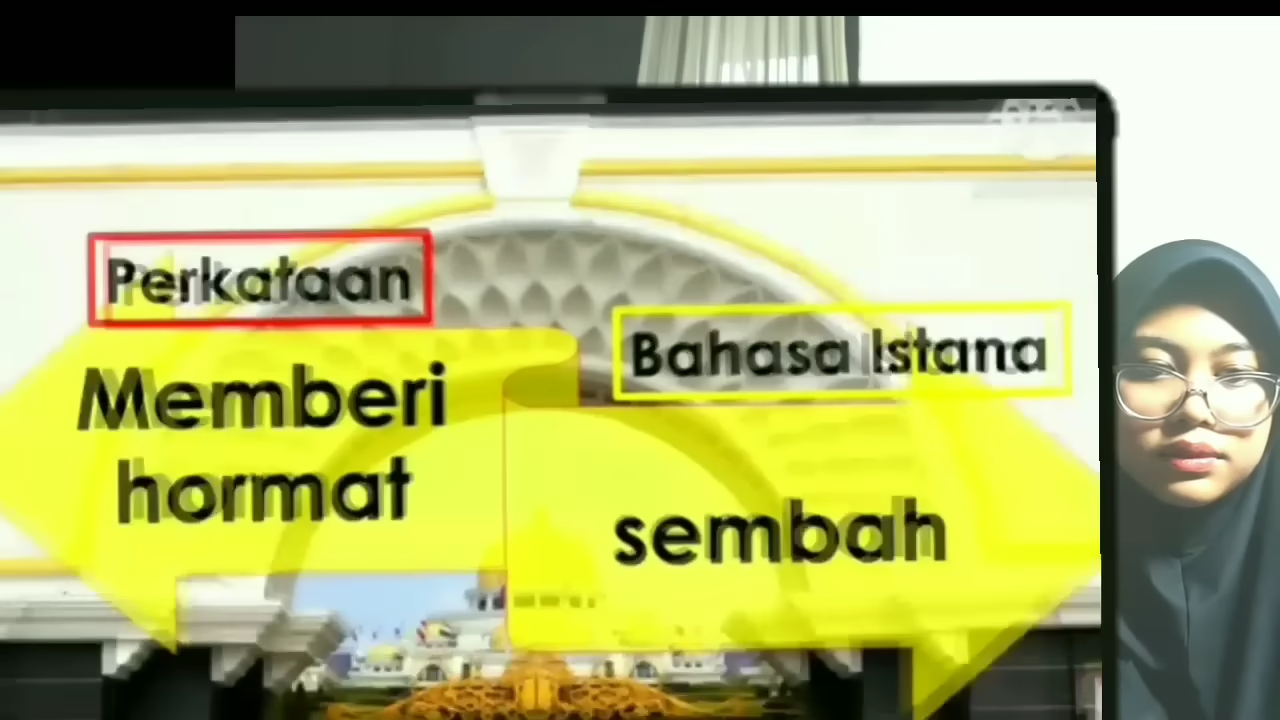 Perkataan
Memberi
hormat
Bahasa Istana
sembah